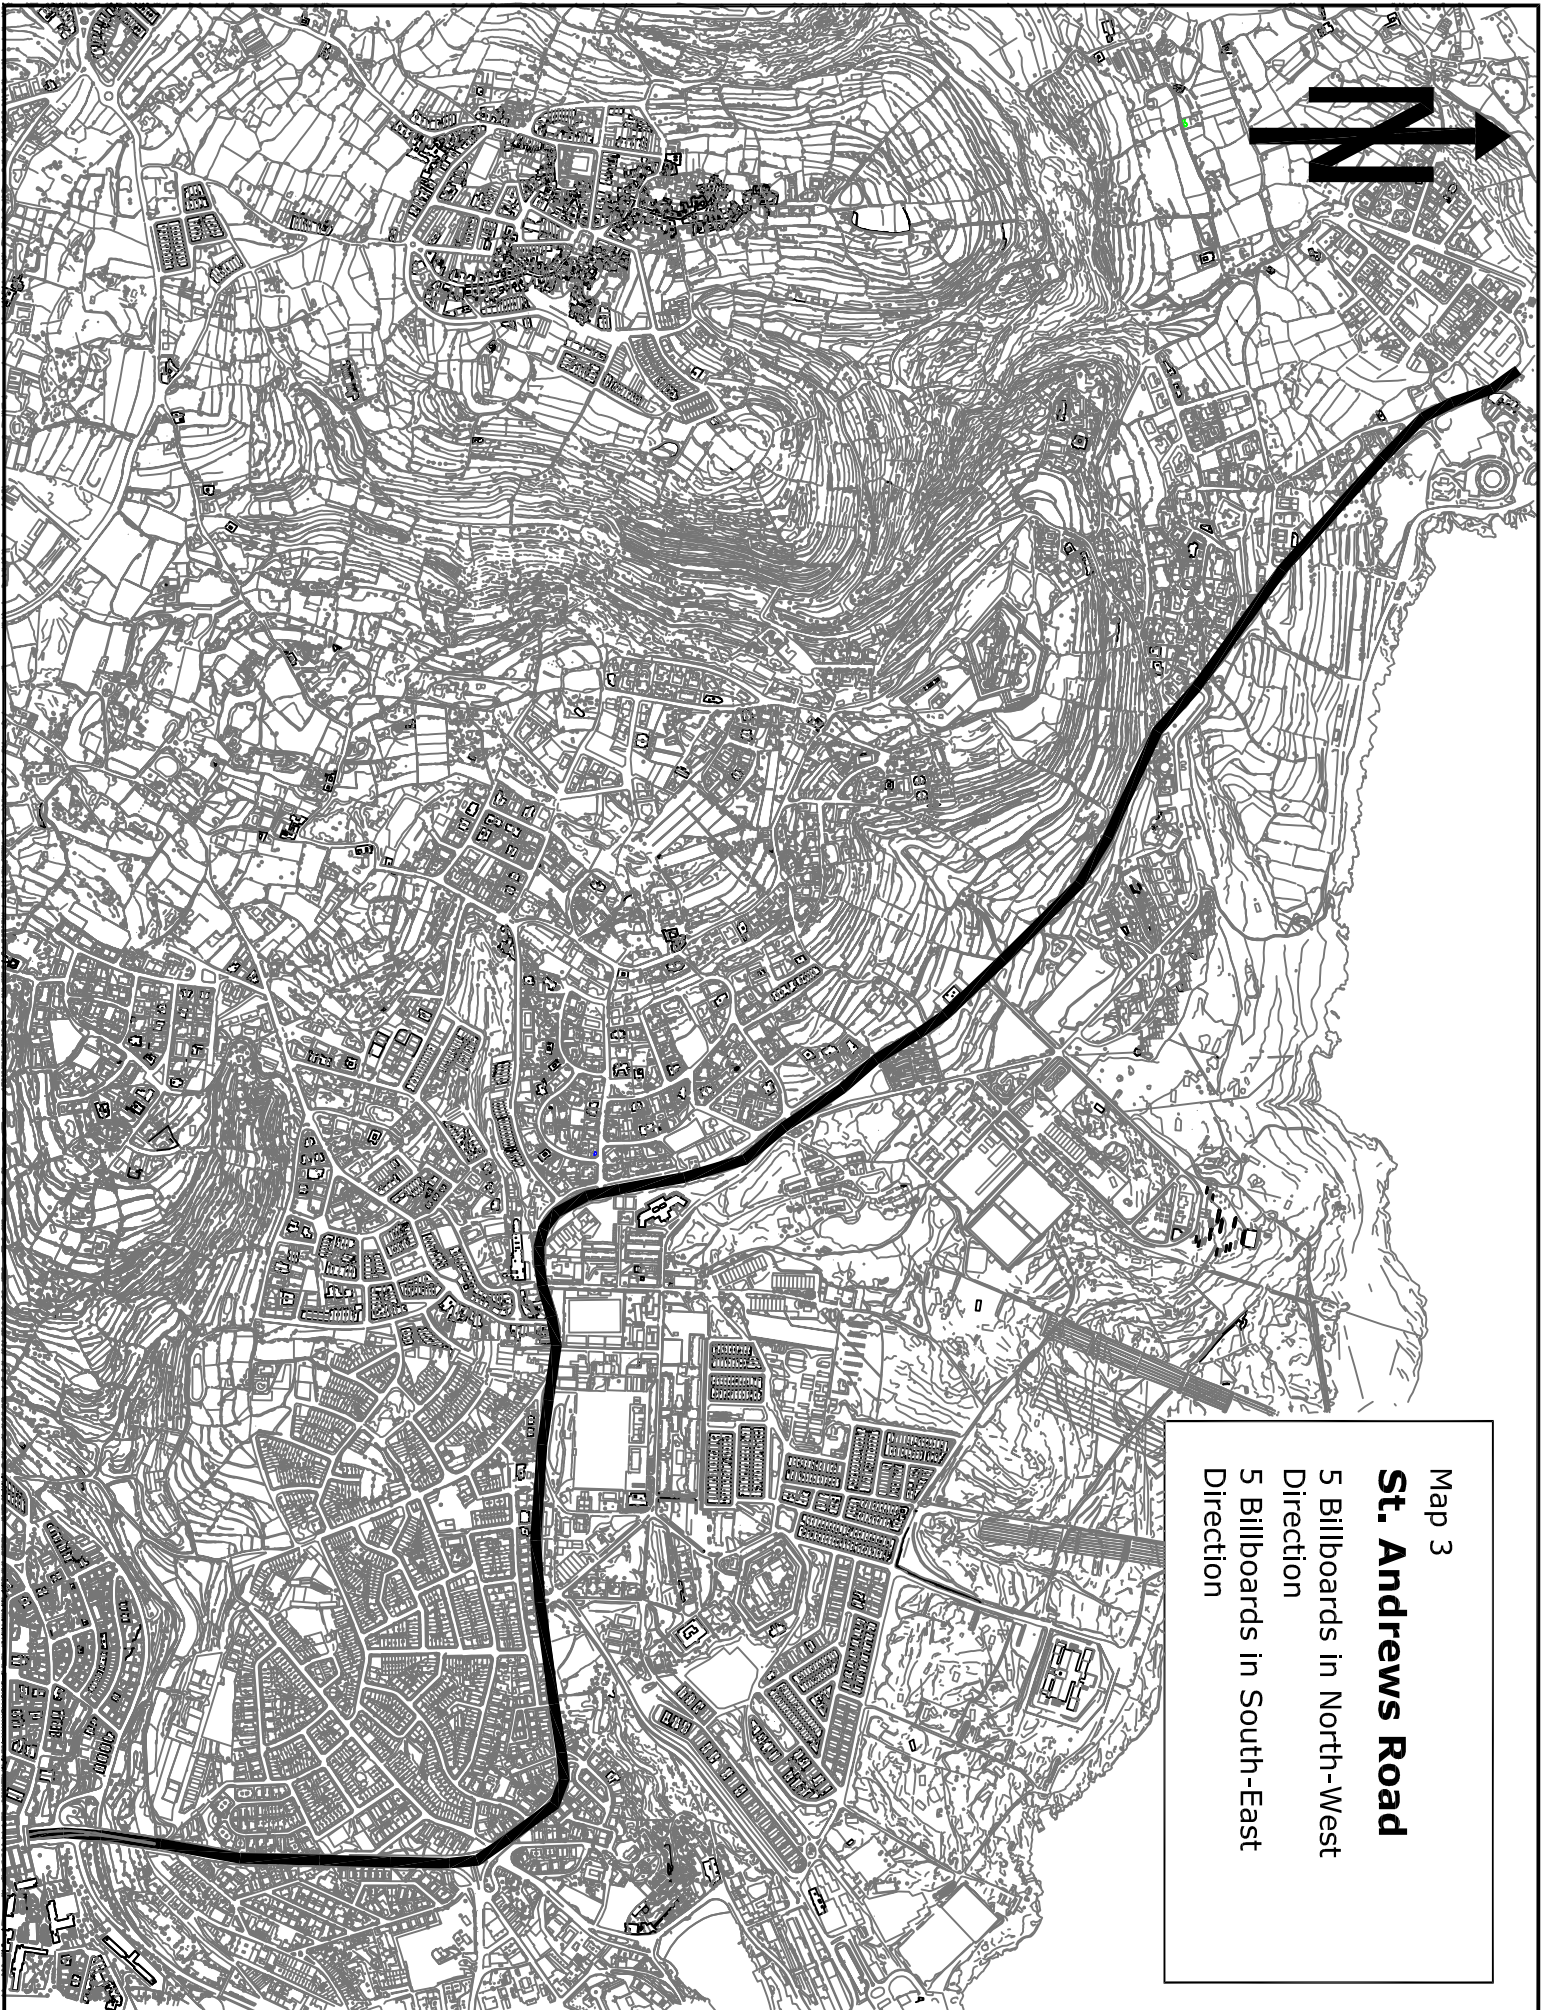 Map 3
St. Andrews Road
5 Billboards in North-West
Direction
5 Billboards in South-East
Direction
N